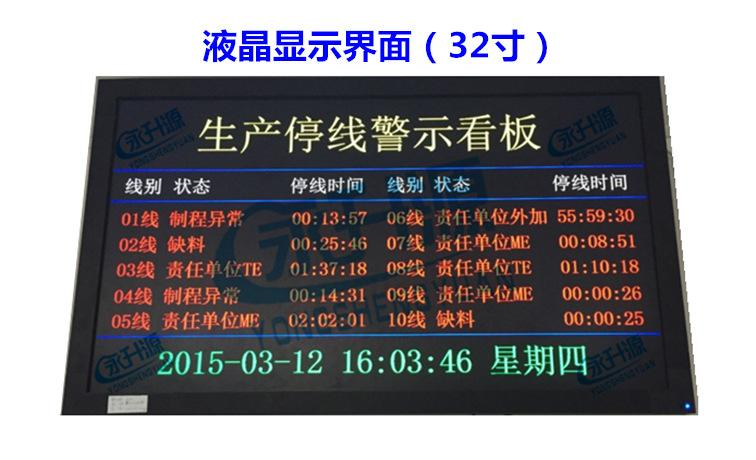 液晶显示界面（32寸）
生产停线警示看板
线别 状态 停线时间 线别 状态 停线时间
01线 制程异常 00:13:57 06线 责任单位外加 55:59:30
02线 缺料 00:25:46 07线 责任单位ME 00:08:51
03线 责任单位TE 01:37:18 08线 责任单位TE 01:10:18
04线 制程异常 00:14:31 09线 责任单位ME 00:00:26
05线 责任单位ME 02:02:01 10线 缺料 00:00:25
2015-03-12 16:03:46 星期四
永升源
YONGSHENGYUAN